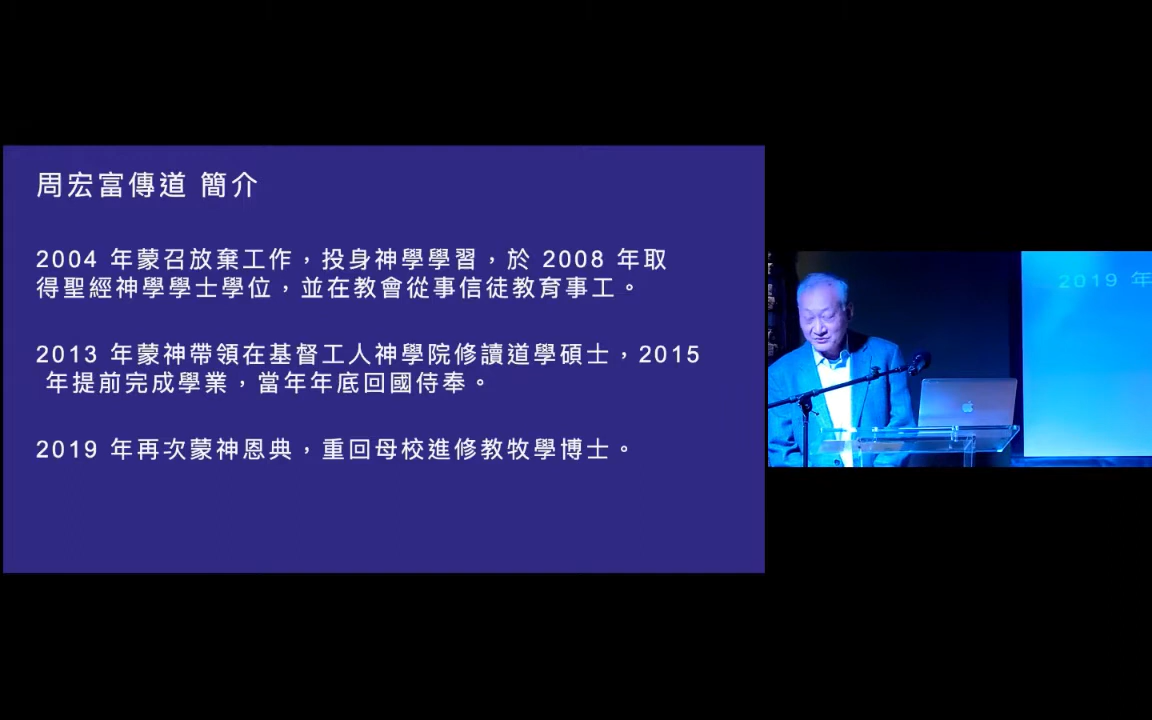 周宏富傳道 簡介
2004 年蒙召放棄工作，投身神學學習，於 2008 年取
得聖經神學學士學位，並在教會從事信徒教育事工。
2013 年蒙神帶領在基督工人神學院修讀道學碩士，2015
年提前完成學業，當年年底回國侍奉。
2019 年再次蒙神恩典，重回母校進修教牧學博士。
2019 年